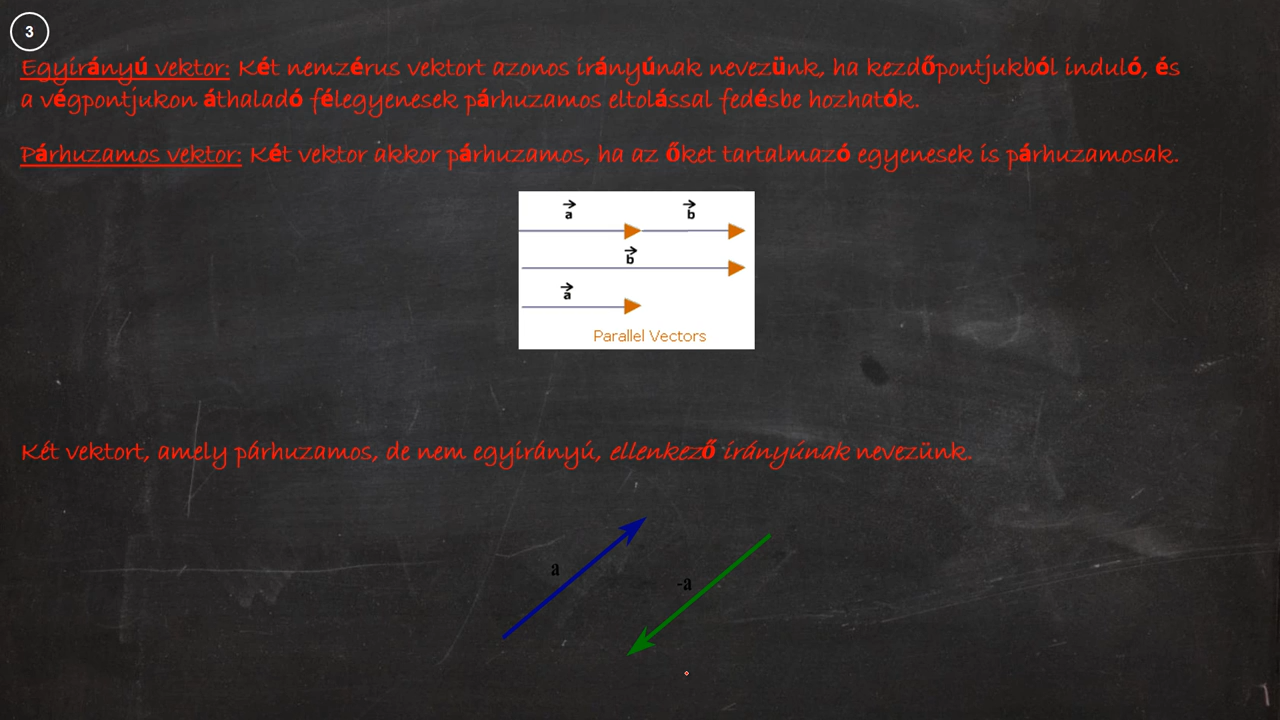 3
Egyirányú vektor: Két nemzérus vektort azonos irányúnak nevezünk, ha kezdőpontjukból induló, és
a végpontjukon áthaladó félegyenesek párhuzamos eltolással fedésbe hozhatók.
Párhuzamos vektor: Két vektor akkor párhuzamos, ha az őket tartalmazó egyenesek is párhuzamosak.
a b
b
a
Parallel Vectors
Két vektort, amely párhuzamos, de nem egyirányú, ellenkező irányúnak nevezünk.
a
-a